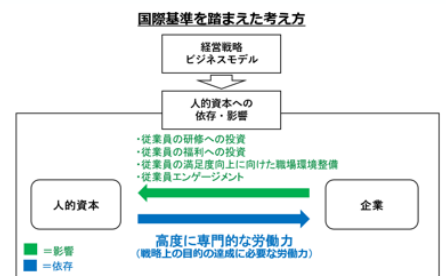 国際基準を踏まえた考え方
経営戦略
ビジネスモデル
人的資本への
依存・影響
・従業員の研修への投資
・従業員の福利への投資
・従業員の満足度向上に向けた職場環境整備
・従業員エンゲージメント
人的資本
企業
高度に専門的な労働力
(戦略上の目的の達成に必要な労働力)
=影響
=依存